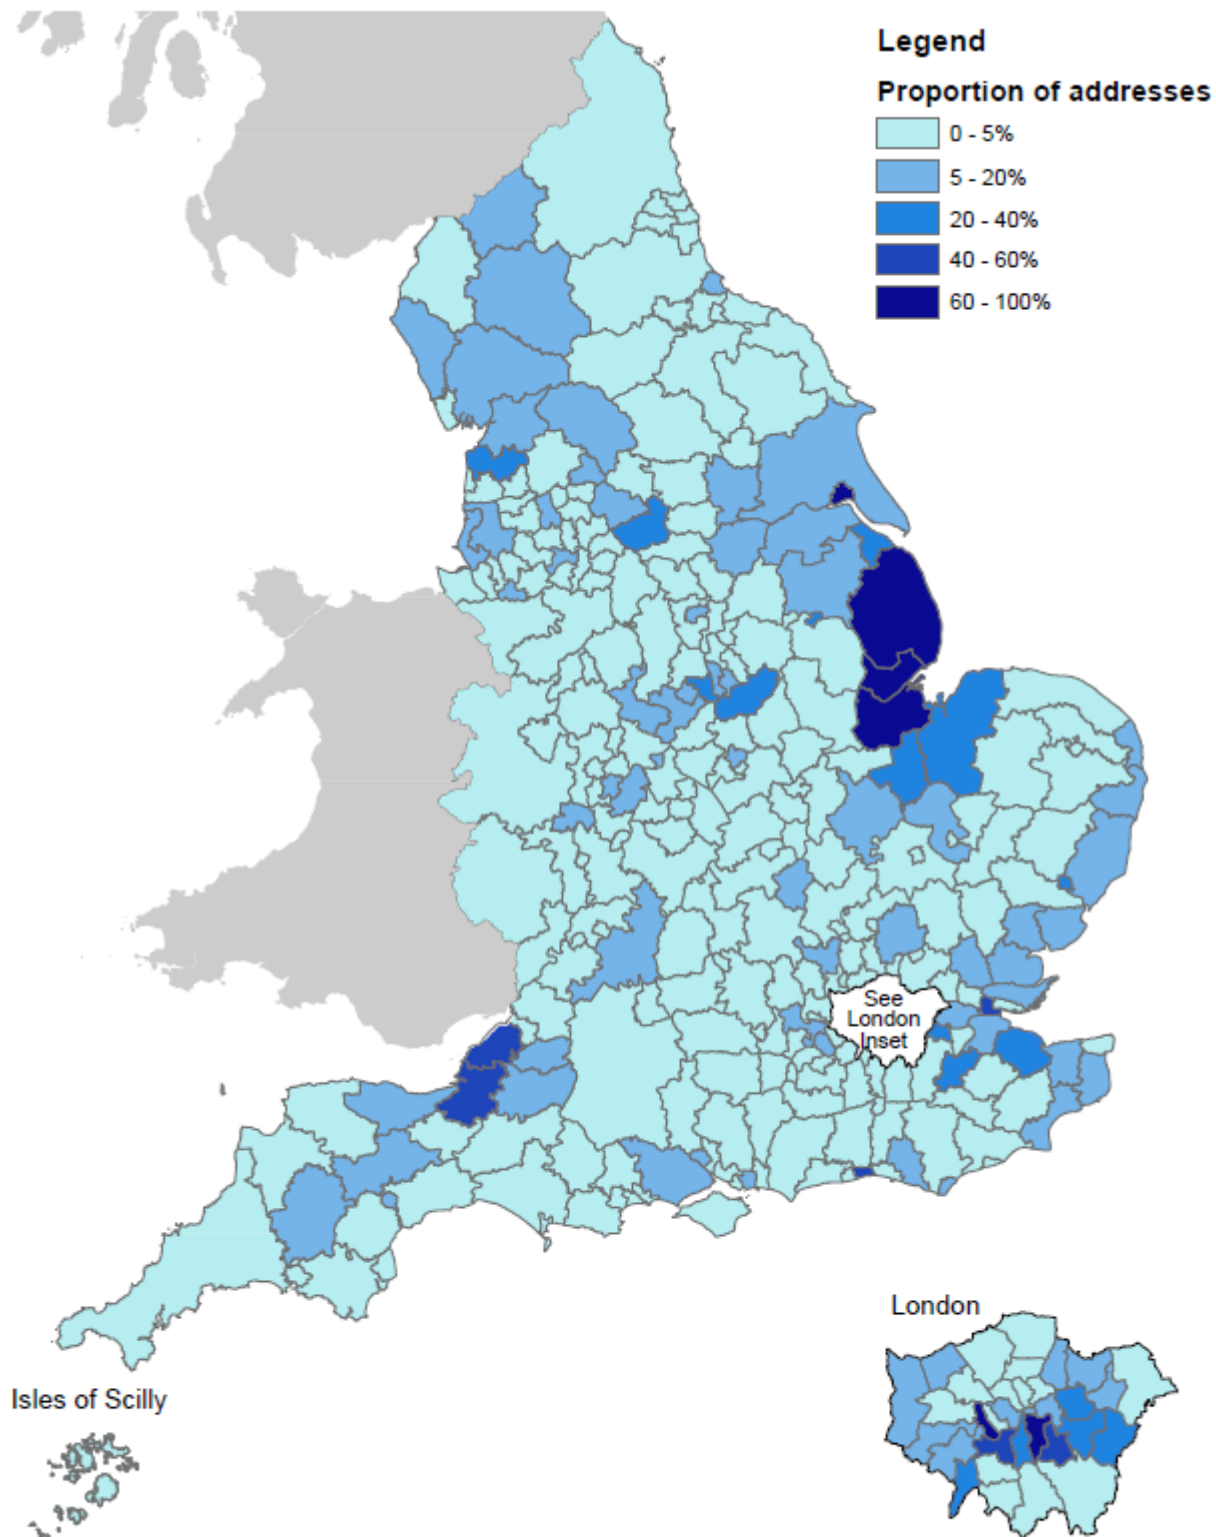 Legend
Proportion of addresses
0 - 5%
5 - 20%
20 - 40%
40 - 60%
60 - 100%
See
London
Inset
London
Isles of Scilly